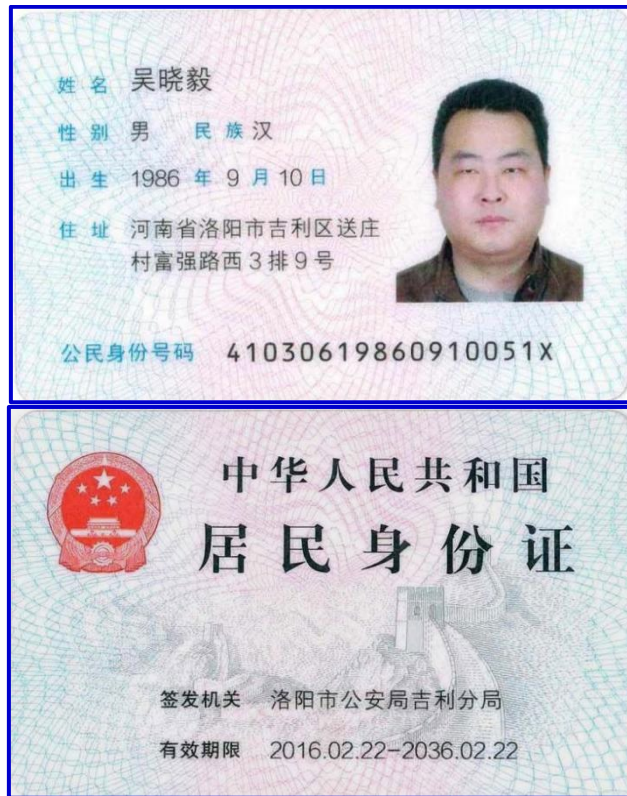 姓名 吴晓毅
性别 男 民族 汉
出生 1986 年 9 月 10 日
住址 河南省洛阳市吉利区送庄
村富强路西3排9号
公民身份号码 41030619860910051X
中华人民共和国
居民身份证
签发机关 洛阳市公安局吉利分局
有效期限 2016.02.22-2036.02.22